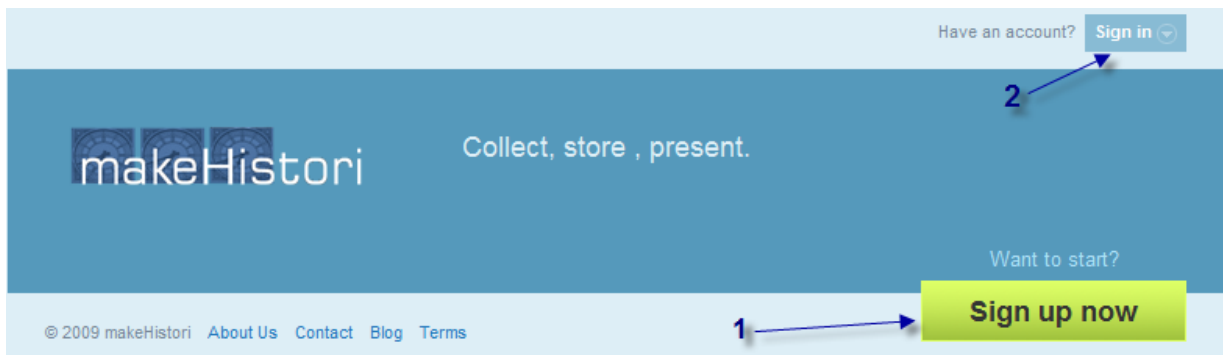 Have an account? Sign in
2
makeHistori
Collect, store , present.
Want to start?
Sign up now
1
© 2009 makeHistori About Us Contact Blog Terms